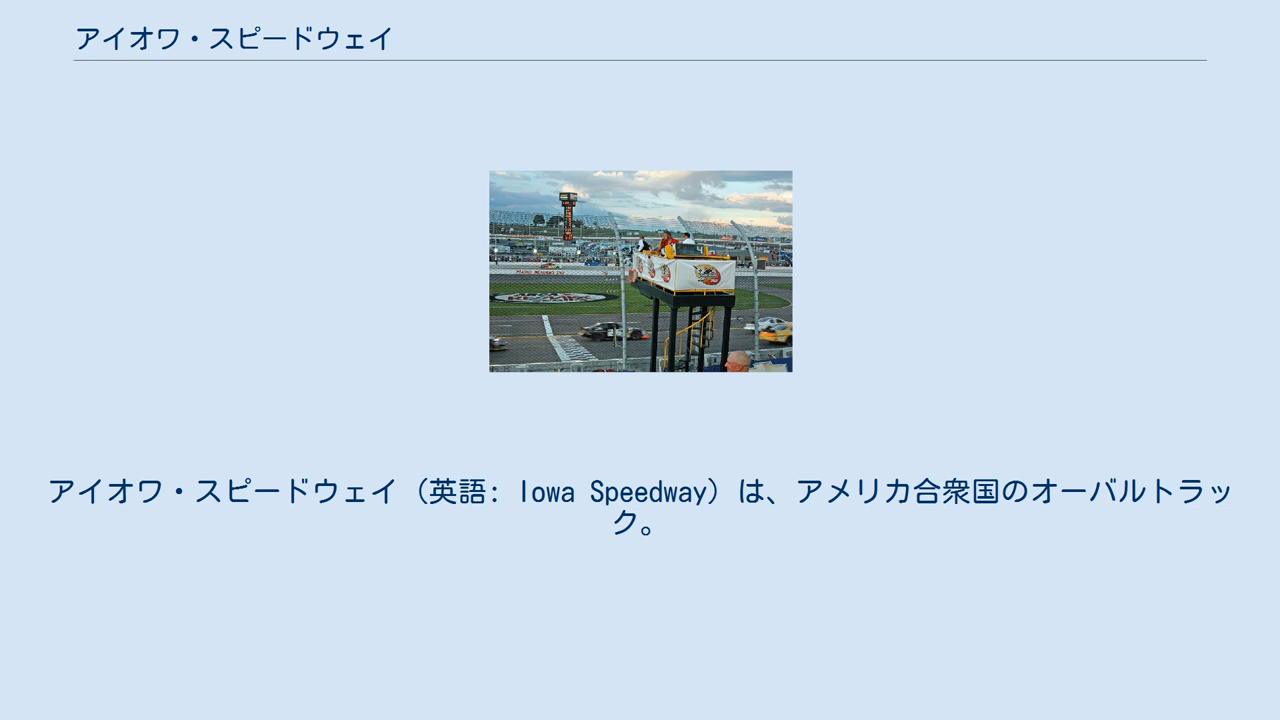 アイオワ・スピードウェイ
アイオワ・スピードウェイ（英語: Iowa Speedway）は、アメリカ合衆国のオーバルトラッ
ク。